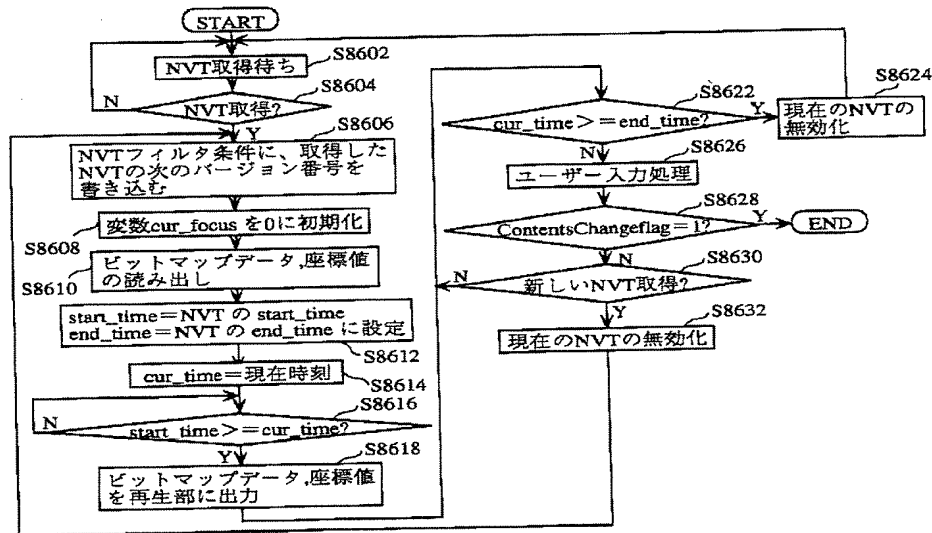 START
S8602
NVT取得待ち
S8604
NVT取得?
N
Y
S8606
NVTフィルタ条件に、取得した
NVTの次のバージョン番号を
書き込む
変数cur_focusを0に初期化
S8608
ビットマップデータ,座標値
の読み出し
S8610
start_time=NVT の start_time
end_time=NVT の end_time に設定
S8612
cur_time=現在時刻
S8614
S8616
start_time>=cur_time?
N
Y
S8618
ビットマップデータ,座標値
を再生部に出力
S8622
cur_time>=end_time?
Y
N
S8624
現在のNVTの
無効化
S8626
ユーザー入力処理
S8628
ContentsChangeflag=1?
Y
END
N
S8630
新しいNVT取得?
N
Y
S8632
現在のNVTの無効化